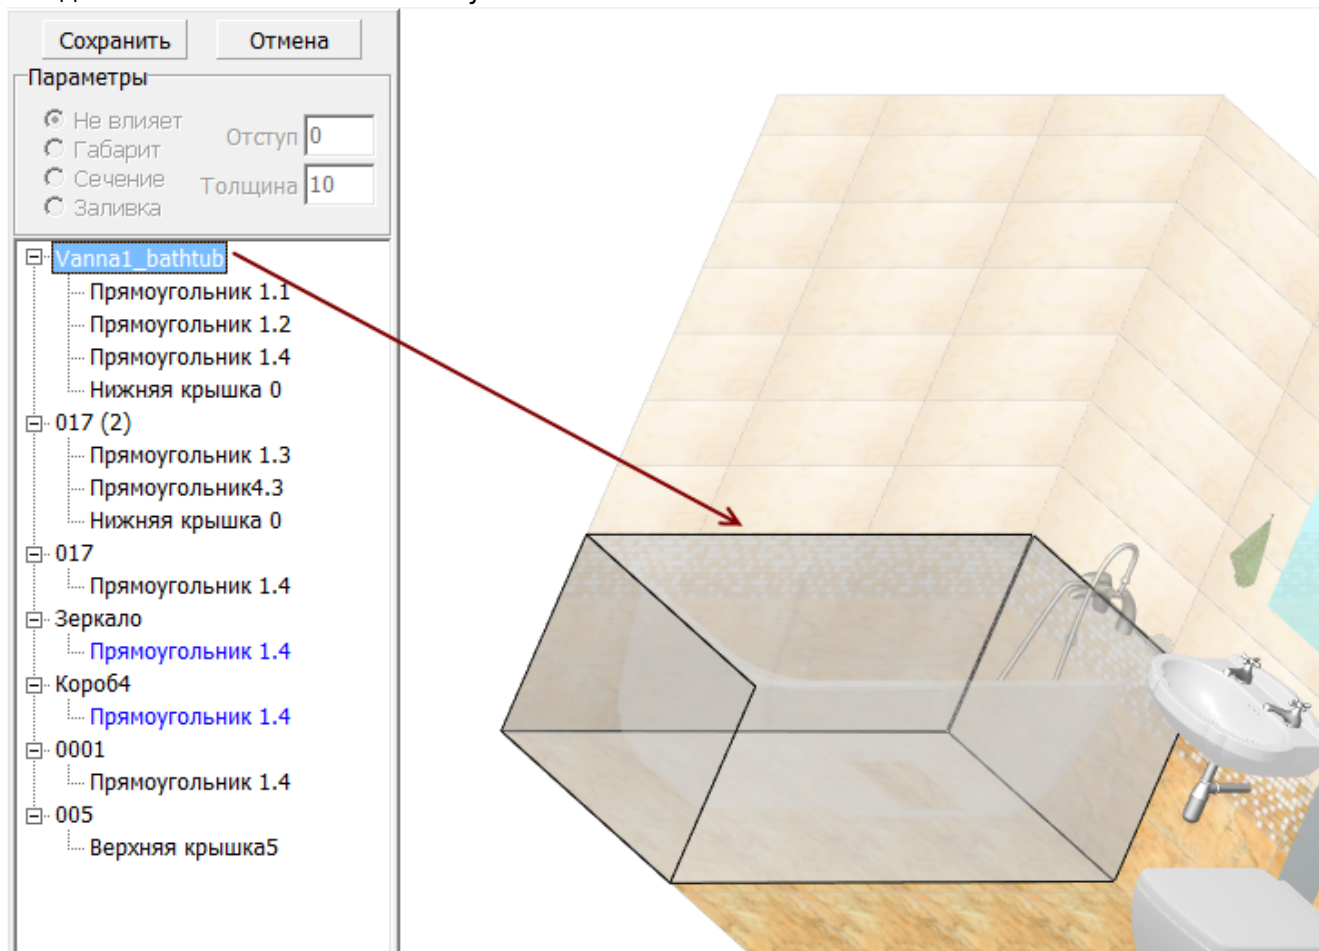 Сохранить
Отмена
Параметры
Не влияет
Габарит
Сечение
Заливка
Отступ 0
Толщина 10
Vanna1_bathtub
Прямоугольник 1.1
Прямоугольник 1.2
Прямоугольник 1.4
Нижняя крышка 0
017 (2)
Прямоугольник 1.3
Прямоугольник4.3
Нижняя крышка 0
017
Прямоугольник 1.4
Зеркало
Прямоугольник 1.4
Короб4
Прямоугольник 1.4
0001
Прямоугольник 1.4
005
Верхняя крышка5